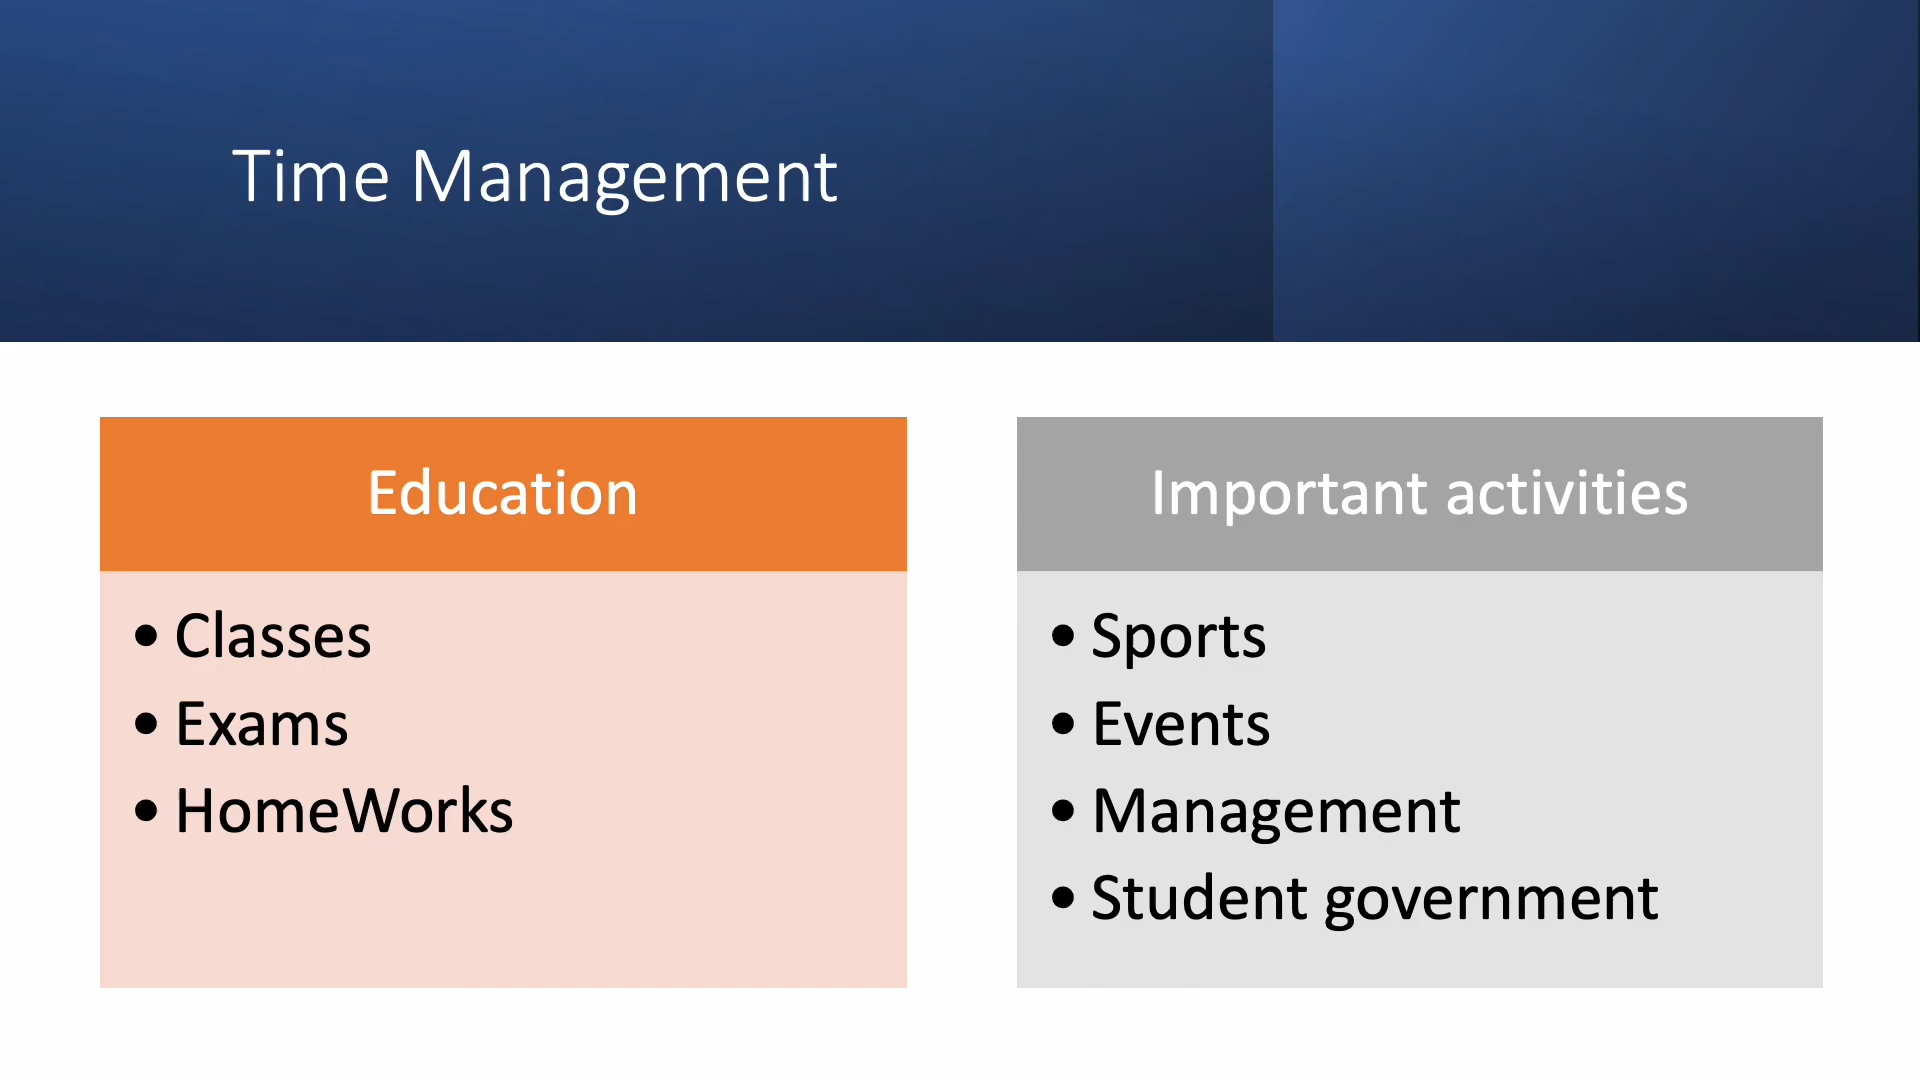 Time Management
Education
• Classes
• Exams
• HomeWorks
Important activities
• Sports
• Events
• Management
• Student government